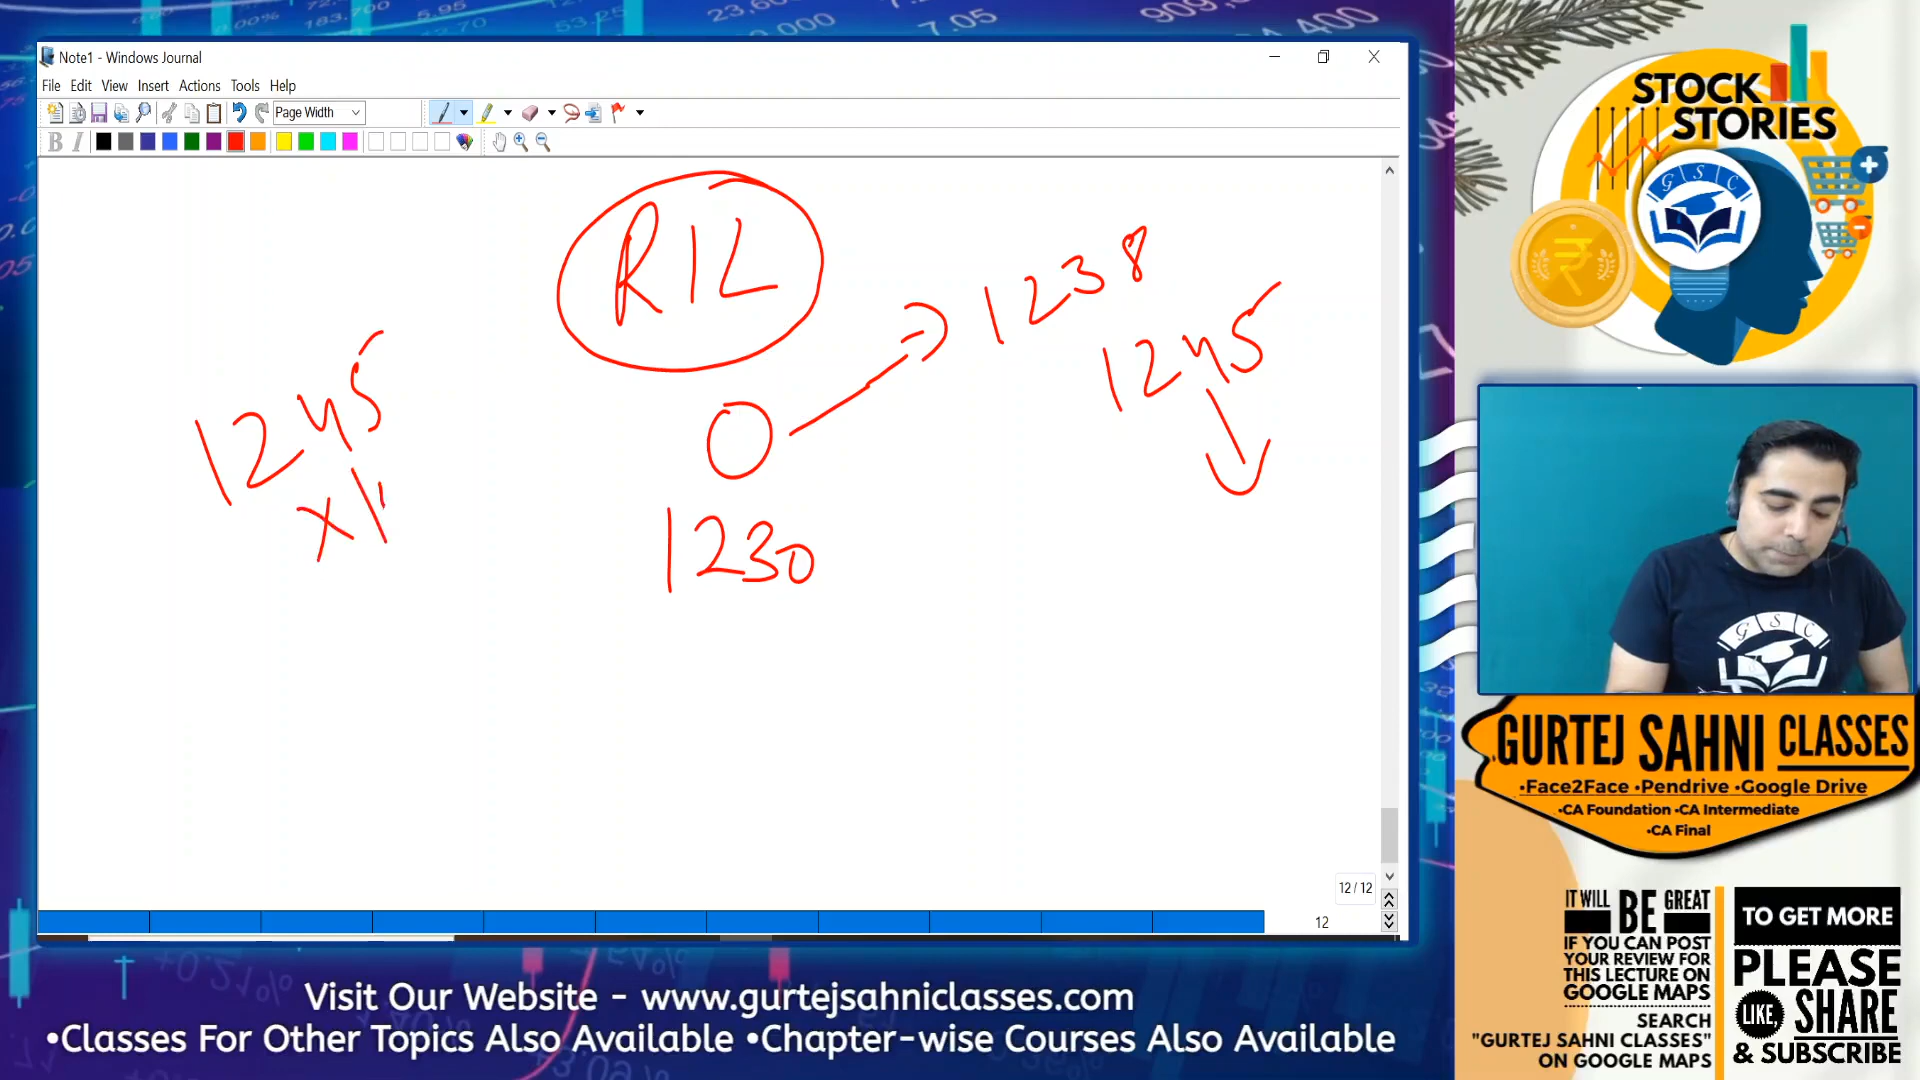 Note1 - Windows Journal
File Edit View Insert Actions Tools Help
Page Width
B I
RIL
1238
1245
1245
0
1230
12 / 12
12
STOCK
STORIES
GSC
GSC
GURTEJ SAHNI CLASSES
•Face2Face •Pendrive •Google Drive
•CA Foundation •CA Intermediate
•CA Final
IT WILL BE GREAT
IF YOU CAN POST
YOUR REVIEW FOR
THIS LECTURE ON
GOOGLE MAPS
SEARCH
"GURTEJ SAHNI CLASSES"
ON GOOGLE MAPS
TO GET MORE
PLEASE
LIKE, SHARE
& SUBSCRIBE
Visit Our Website - www.gurtejsahniclasses.com
•Classes For Other Topics Also Available •Chapter-wise Courses Also Available